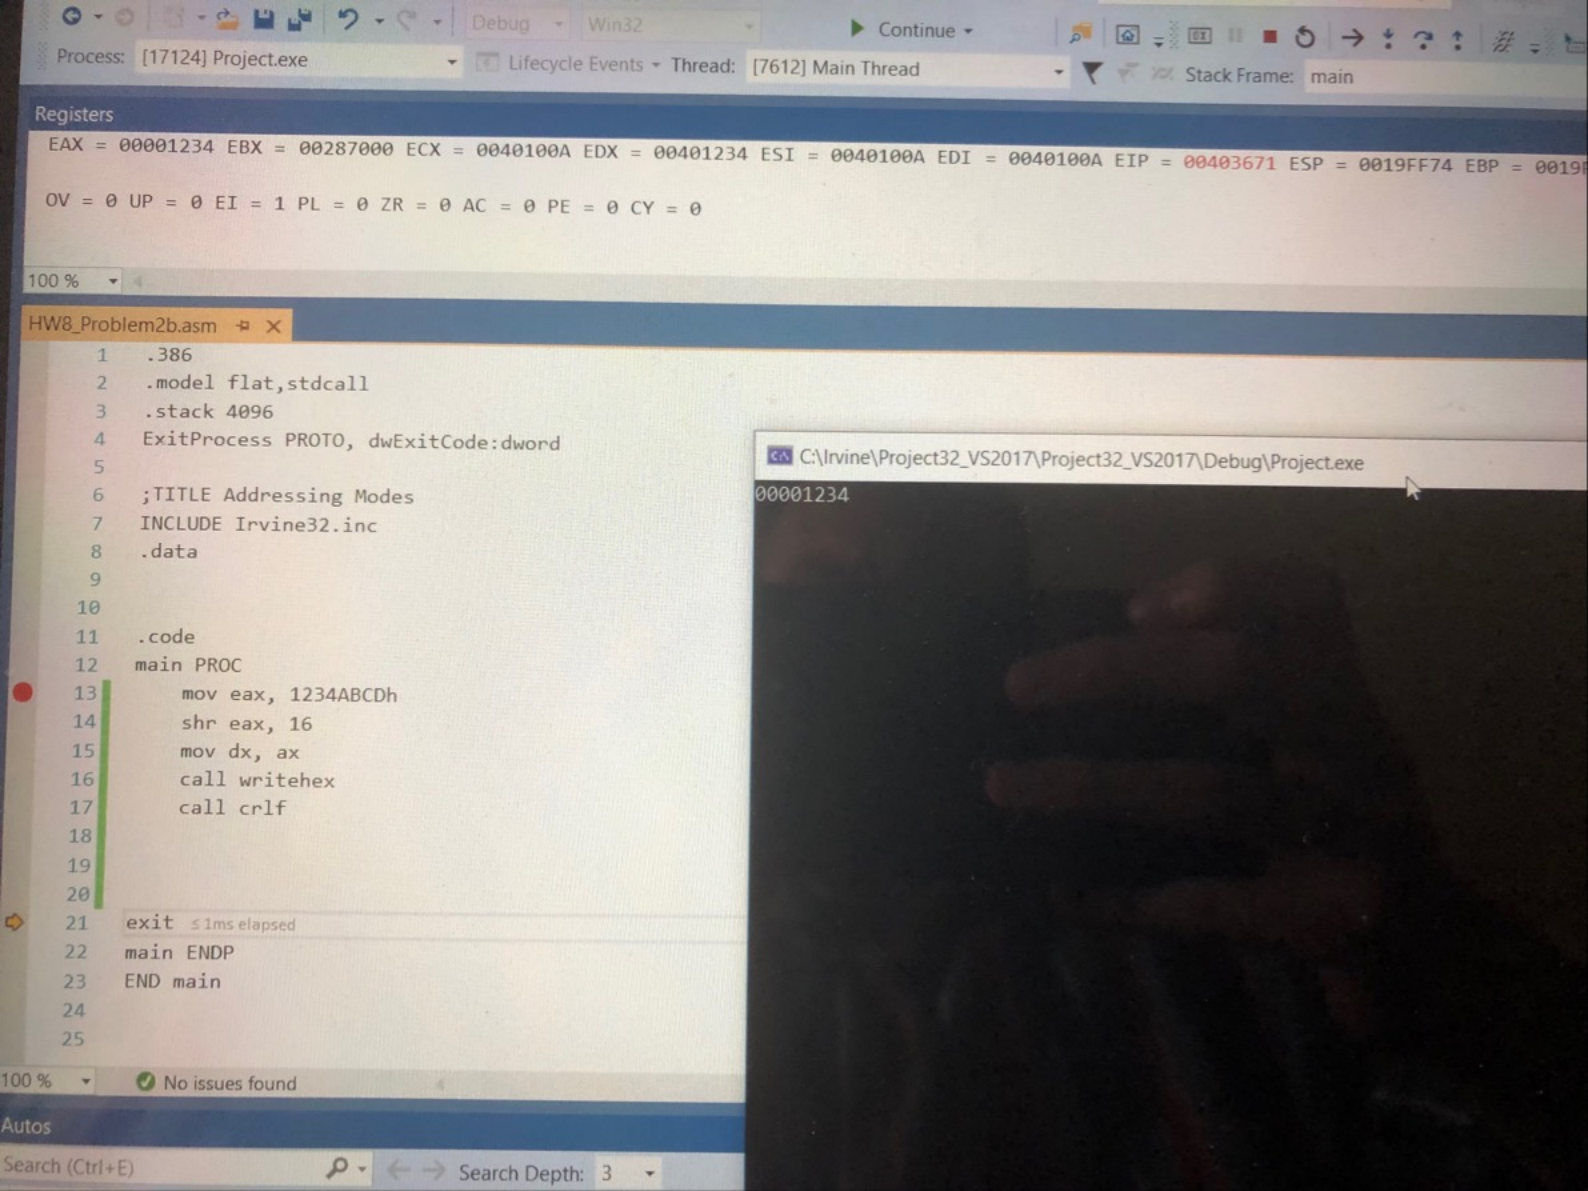 Debug Win32 Continue
Process: [17124] Project.exe Lifecycle Events Thread: [7612] Main Thread Stack Frame: main
Registers
EAX = 00001234 EBX = 00287000 ECX = 0040100A EDX = 00401234 ESI = 0040100A EDI = 0040100A EIP = 00403671 ESP = 0019FF74 EBP = 0019F
OV = 0 UP = 0 EI = 1 PL = 0 ZR = 0 AC = 0 PE = 0 CY = 0
100 %
HW8_Problem2b.asm
1 .386
2 .model flat,stdcall
3 .stack 4096
4 ExitProcess PROTO, dwExitCode:dword
5
6 ;TITLE Addressing Modes
7 INCLUDE Irvine32.inc
8 .data
9
10
11 .code
12 main PROC
13 mov eax, 1234ABCDh
14 shr eax, 16
15 mov dx, ax
16 call writehex
17 call crlf
18
19
20
21 exit ≤ 1ms elapsed
22 main ENDP
23 END main
24
25
C:\Irvine\Project32_VS2017\Project32_VS2017\Debug\Project.exe
00001234
100 % No issues found
Autos
Search (Ctrl+E) Search Depth: 3